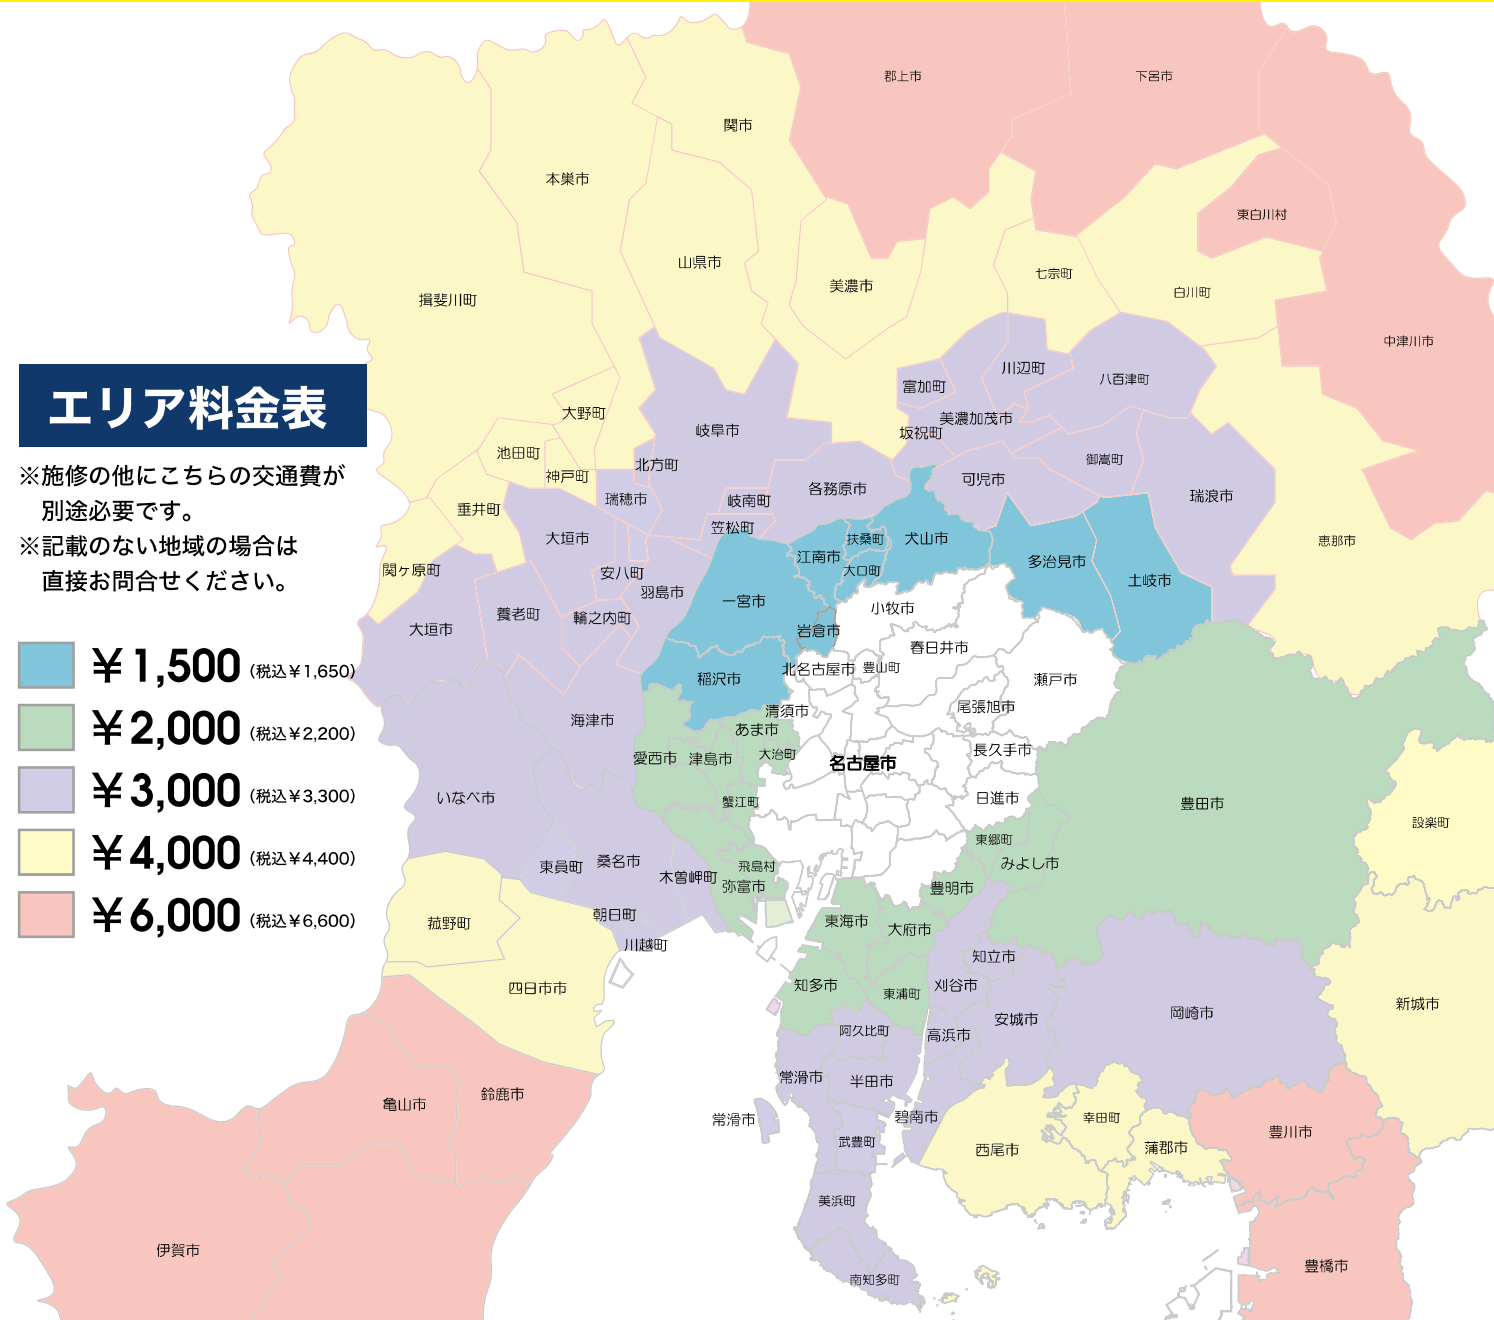 エリア料金表
※施修の他にこちらの交通費が
別途必要です。
※記載のない地域の場合は
直接お問合せください。
¥1,500(税込¥1,650)
¥2,000(税込¥2,200)
¥3,000(税込¥3,300)
¥4,000(税込¥4,400)
¥6,000(税込¥6,600)
郡上市
下呂市
関市
本巣市
東白川村
山県市
七宗町
美濃市
白川町
揖斐川町
中津川市
川辺町
八百津町
富加町
大野町
美濃加茂市
岐阜市
坂祝町
池田町
御嵩町
北方町
神戸町
可児市
各務原市
瑞浪市
瑞穂市
岐南町
垂井町
笠松町
大垣市
扶桑町
犬山市
恵那市
江南市
多治見市
関ヶ原町
安八町
大口町
土岐市
羽島市
一宮市
小牧市
養老町
輪之内町
大垣市
岩倉市
春日井市
北名古屋市
豊山町
稲沢市
瀬戸市
尾張旭市
清須市
海津市
あま市
長久手市
愛西市
津島市
大治町
名古屋市
いなべ市
日進市
蟹江町
豊田市
設楽町
東郷町
桑名市
みよし市
東員町
飛島村
木曽岬町
弥富市
豊明市
朝日町
東海市
菰野町
大府市
川越町
知立市
四日市市
知多市
刈谷市
東浦町
新城市
岡崎市
安城市
阿久比町
高浜市
常滑市
半田市
鈴鹿市
亀山市
碧南市
幸田町
常滑市
豊川市
武豊町
蒲郡市
西尾市
美浜町
伊賀市
豊橋市
南知多町